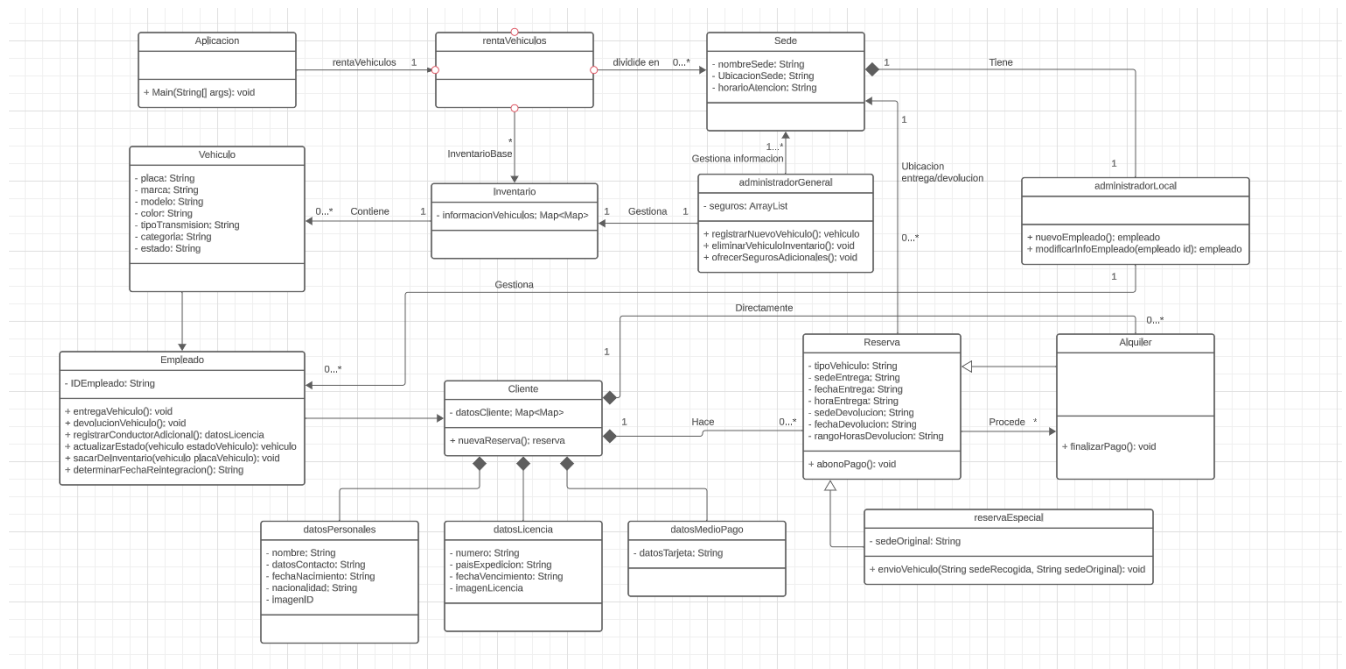 Aplicacion
+ Main(String[] args): void
rentaVehiculos 1
rentaVehiculos
dividide en 0...*
Sede
- nombreSede: String
- UbicacionSede; String
- horarioAtencion: String
1 Tiene
1
*
InventarioBase
1...*
Gestiona informacion
1
Ubicacion
entrega/devolucion
0...*
Vehiculo
- placa: String
- marca; String
- modelo: String
- color: String
- tipoTransmision; String
- categoria: String
- estado: String
0...* Contiene 1
Inventario
- informacionVehiculos: Map<Map>
1 Gestiona 1
administradorGeneral
- seguros: ArrayList
+ registrarNuevoVehiculo(): vehiculo
+ eliminarVehiculoInventario(): void
+ ofrecerSegurosAdicionales(): void
administradorLocal
+ nuevoEmpleado(): empleado
+ modificarInfoEmpleado(empleado id): empleado
1
Gestiona
0...*
Directamente
0...*
1
Empleado
- IDEmpleado: String
+ entregaVehiculo(): void
+ devolucionVehiculo(): void
+ registrarConductorAdicional(): datosLicencia
+ actualizarEstado(vehiculo estadoVehiculo): vehiculo
+ sacarDeInventario(vehiculo placaVehiculo): void
+ determinarFechaReintegracion(): String
Cliente
- datosCliente; Map<Map>
+ nuevaReserva(): reserva
1 Hace 0...*
Reserva
- tipoVehiculo: String
- sedeEntrega; String
- fechaEntrega: String
- horaEntrega: String
- sedeDevolucion: String
- fechaDevolucion; String
- rangoHorasDevolucion: String
+ abonoPago(): void
Procede *
Alquiler
+ finalizarPago(): void
datosPersonales
- nombre; String
- datosContacto: String
- fechaNacimiento: String
- nacionalidad: String
- imagenID
datosLicencia
- numero; String
- paisExpedicion: String
- fechaVencimiento: String
- imagenLicencia
datosMedioPago
- datosTarjeta; String
reservaEspecial
- sedeOriginal: String
+ envioVehiculo(String sedeRecogida, String sedeOriginal): void